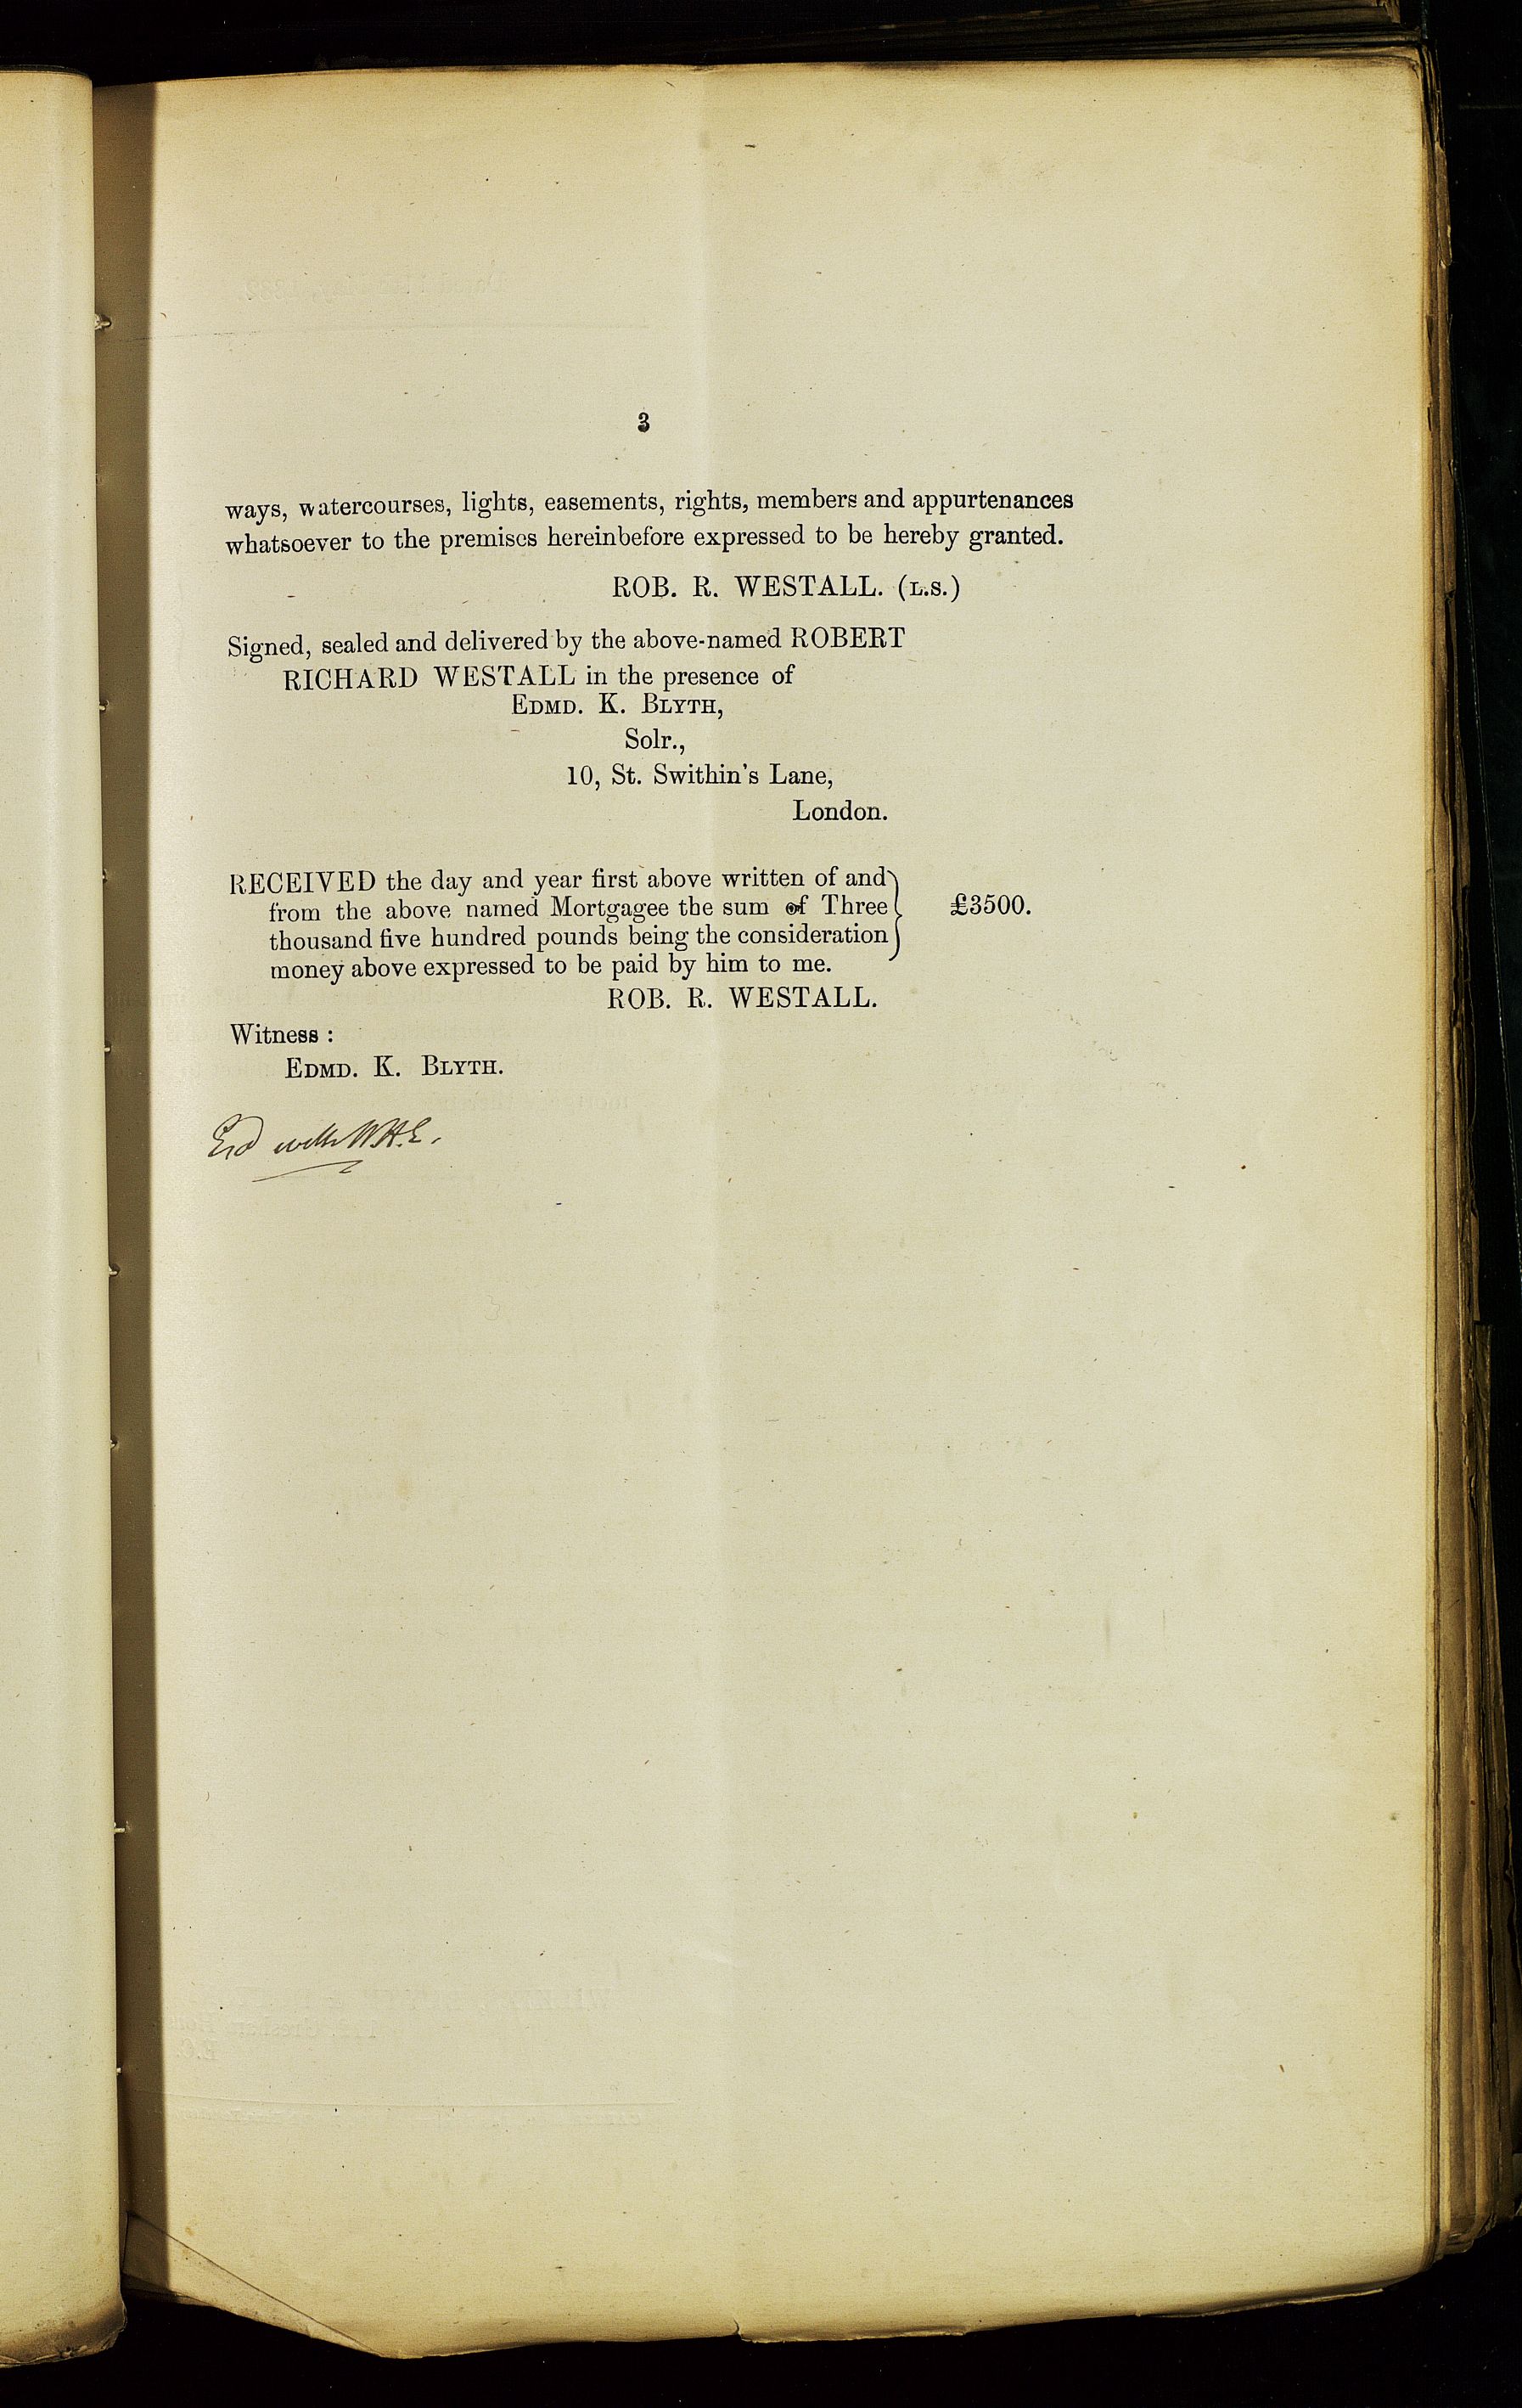 3
ways, watercourses, lights, easements, rights, members and appurtenances
whatsoever to the premises hereinbefore expressed to be hereby granted.
ROB. R. WESTALL. (L.S.)
Signed, sealed and delivered by the above-named ROBERT
RICHARD WESTALL in the presence of
EDMD. K. BLYTH,
Solr.,
10, St. Swithin's Lane,
London.
RECEIVED the day and year first above written of and
from the above named Mortgagee the sum of Three
£3500.
thousand five hundred pounds being the consideration
money above expressed to be paid by him to me.
ROB. R. WESTALL.
Witness :
EDMD. K. BLYTH.